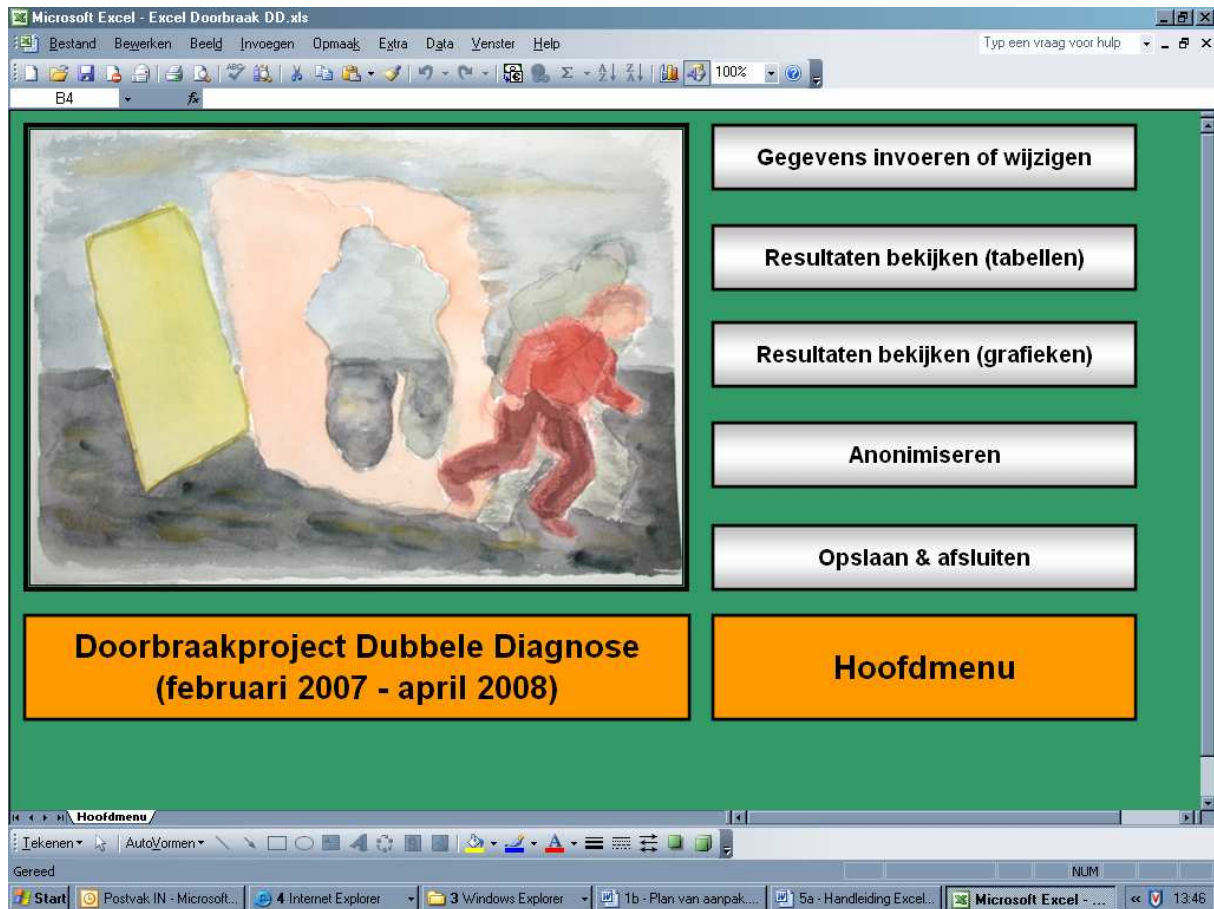 Microsoft Excel - Excel Doorbraak DD.xls
Bestand Bewerken Beeld Invoegen Opmaak Extra Data Venster Help Typ een vraag voor hulp
100%
B4 fx
Gegevens invoeren of wijzigen
Resultaten bekijken (tabellen)
Resultaten bekijken (grafieken)
Anonimiseren
Opslaan & afsluiten
Doorbraakproject Dubbele Diagnose
(februari 2007 - april 2008)
Hoofdmenu
Hoofdmenu
Tekenen AutoVormen
Gereed NUM
Start Postvak IN - Microsoft... 4 Internet Explorer 3 Windows Explorer 1b - Plan van aanpak.... 5a - Handleiding Excel... Microsoft Excel - ... « 13:46